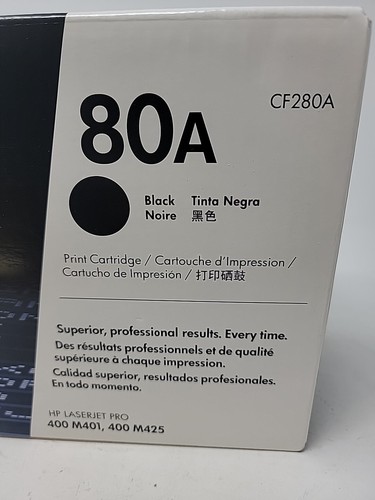 80A
CF280A
Black Tinta Negra
Noire 黑色
Print Cartridge / Cartouche d'Impression /
Cartucho de Impresión / 打印硒鼓
Superior, professional results. Every time.
Des résultats professionnels et de qualité
supérieure à chaque impression.
Calidad superior, resultados profesionales.
En todo momento.
HP LASERJET PRO
400 M401, 400 M425